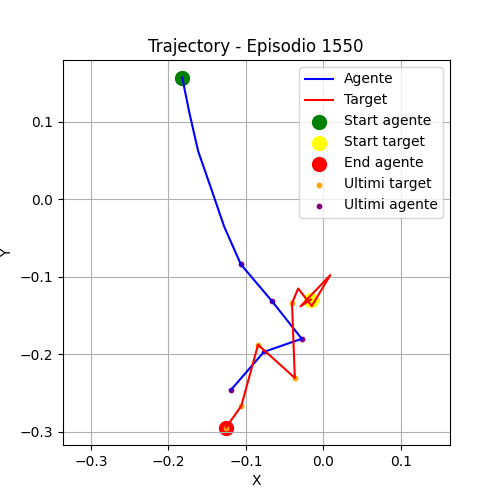 Trajectory - Episodio 1550
Agente
Target
Start agente
Start target
End agente
Ultimi target
Ultimi agente
Y
0.1
0.0
−0.1
−0.2
−0.3
−0.3
−0.2
−0.1
0.0
0.1
X